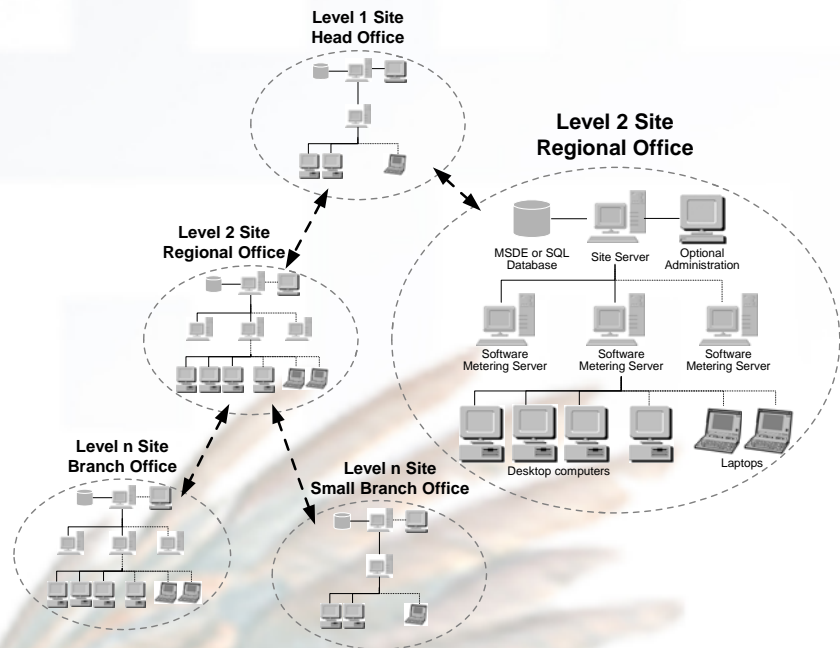 Level 1 Site
Head Office
Level 2 Site
Regional Office
MSDE or SQL
Database
Site Server
Optional
Administration
Software
Metering Server
Software
Metering Server
Software
Metering Server
Desktop computers
Laptops
Level 2 Site
Regional Office
Level n Site
Branch Office
Level n Site
Small Branch Office